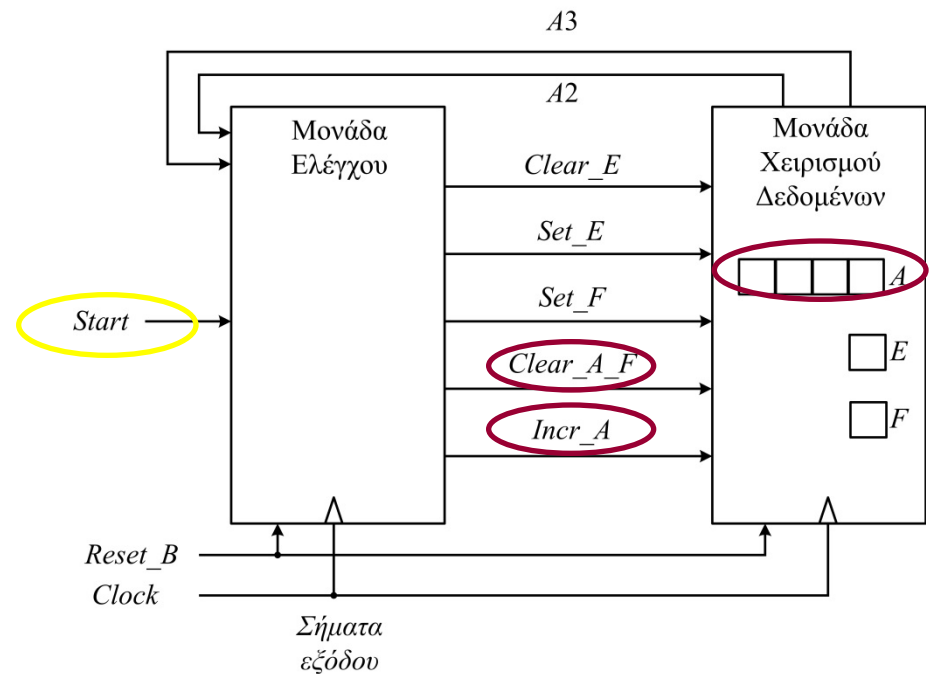 A3
A2
Μονάδα
Ελέγχου
Μονάδα
Χειρισμού
Δεδομένων
Clear_E
Set_E
Set_F
Clear_A_F
Incr_A
Start
A
E
F
Reset_B
Clock
Σήματα
εξόδου